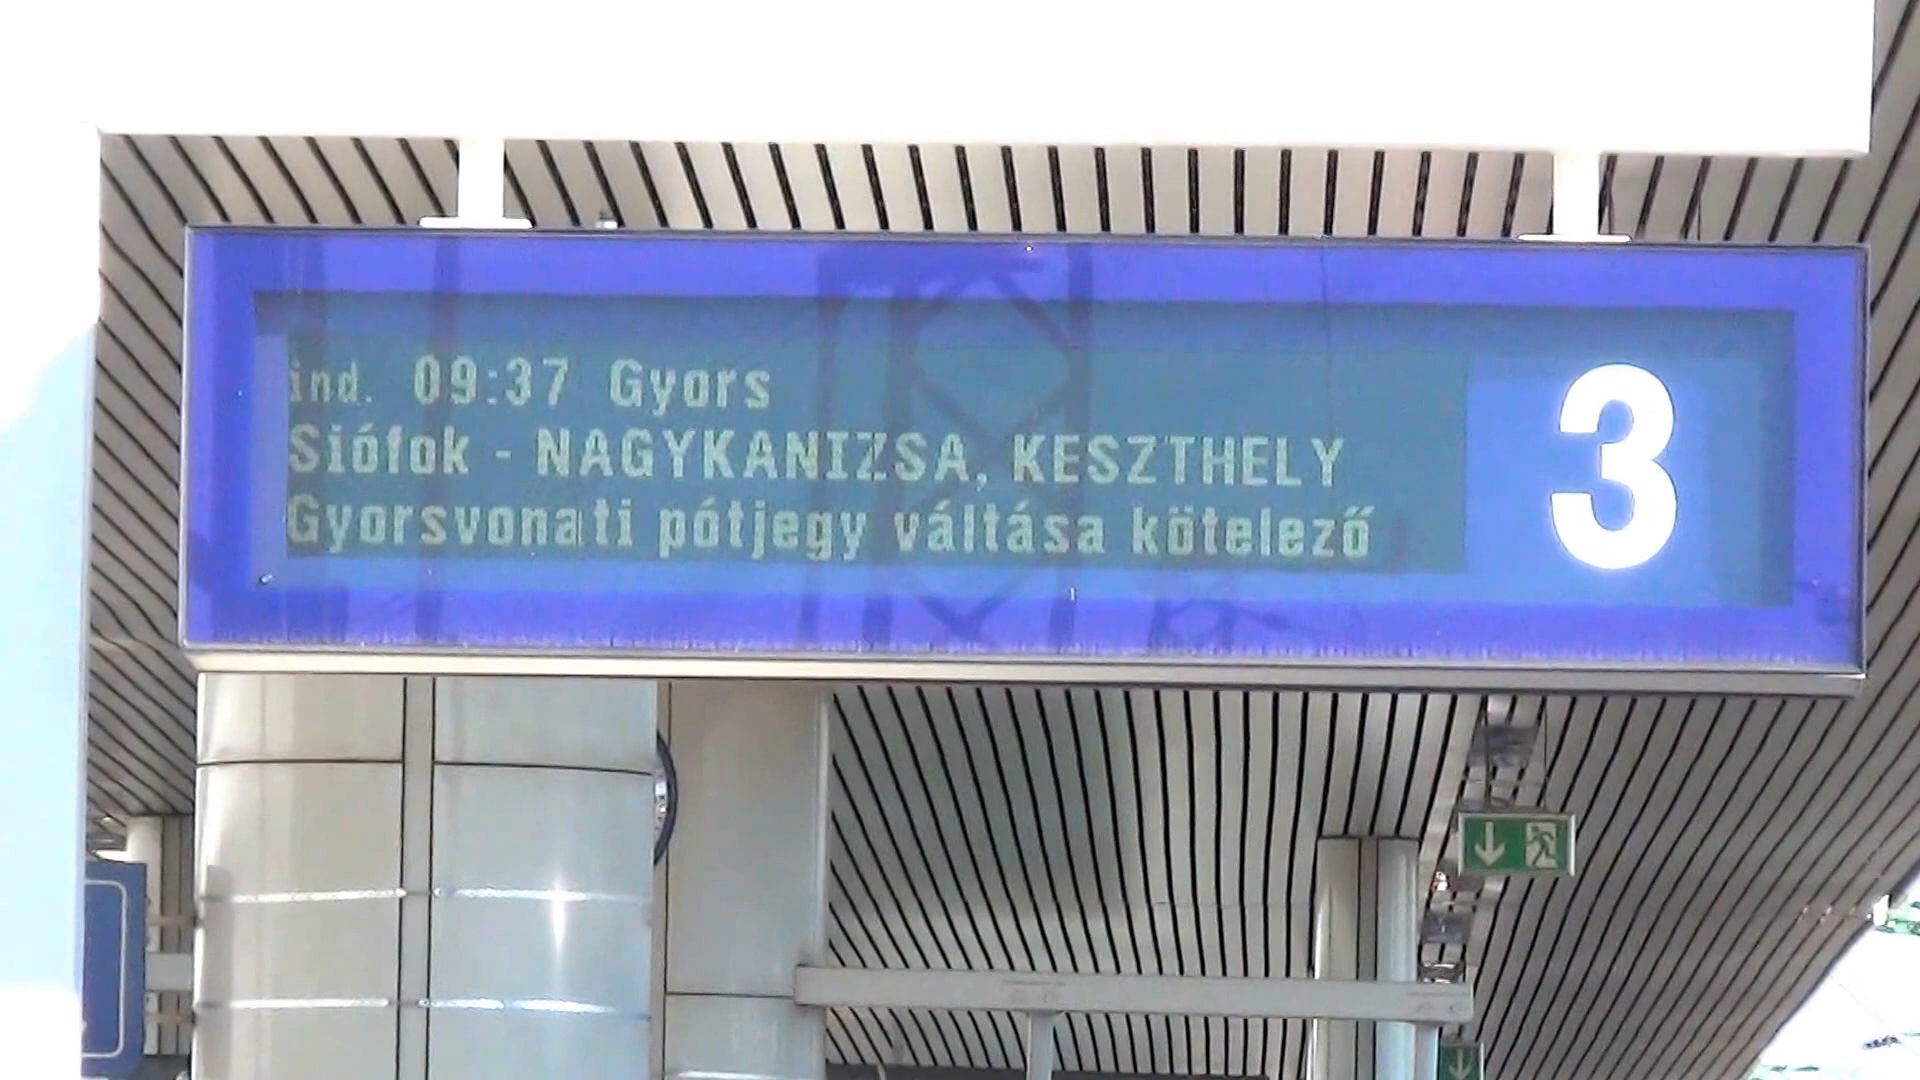 ind. 09:37 Gyors
Siófok - NAGYKANIZSA, KESZTHELY
Gyorsvonati pótjegy váltása kötelező
3